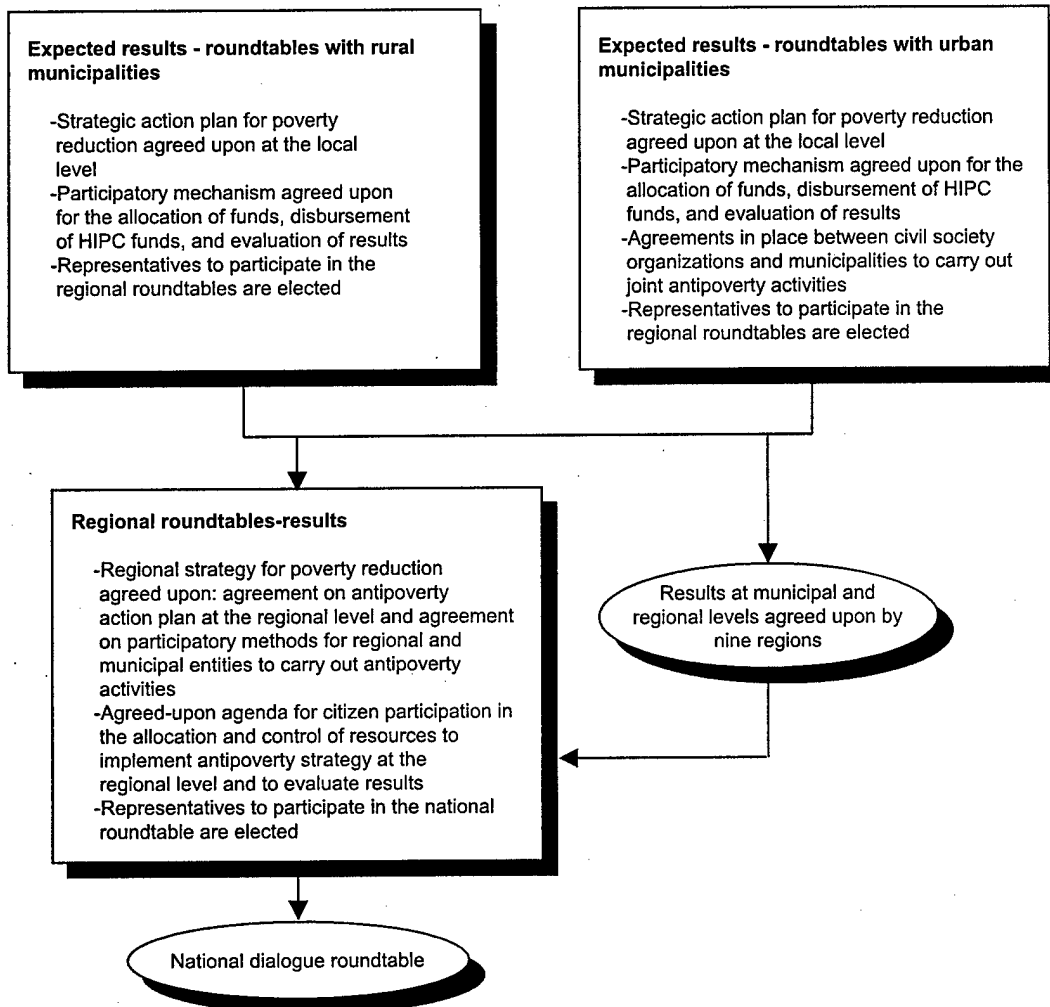 Expected results - roundtables with rural
municipalities
-Strategic action plan for poverty
reduction agreed upon at the local
level
-Participatory mechanism agreed upon
for the allocation of funds, disbursement
of HIPC funds, and evaluation of results
-Representatives to participate in the
regional roundtables are elected
Expected results - roundtables with urban
municipalities
-Strategic action plan for poverty reduction
agreed upon at the local level
-Participatory mechanism agreed upon for the
allocation of funds, disbursement of HIPC
funds, and evaluation of results
-Agreements in place between civil society
organizations and municipalities to carry out
joint antipoverty activities
-Representatives to participate in the
regional roundtables are elected
Regional roundtables-results
-Regional strategy for poverty reduction
agreed upon: agreement on antipoverty
action plan at the regional level and agreement
on participatory methods for regional and
municipal entities to carry out antipoverty
activities
-Agreed-upon agenda for citizen participation in
the allocation and control of resources to
implement antipoverty strategy at the
regional level and to evaluate results
-Representatives to participate in the national
roundtable are elected
Results at municipal and
regional levels agreed upon by
nine regions
National dialogue roundtable